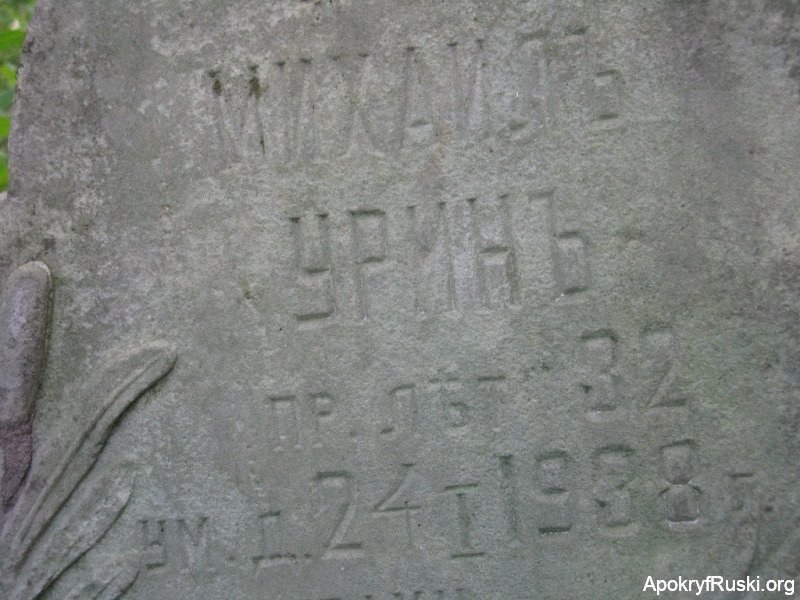 МИХАИЛЪ
УРИНЪ
ПР. ЛѢТ 32
УМ. Д. 24 I 1938
ApokryfRuski.org